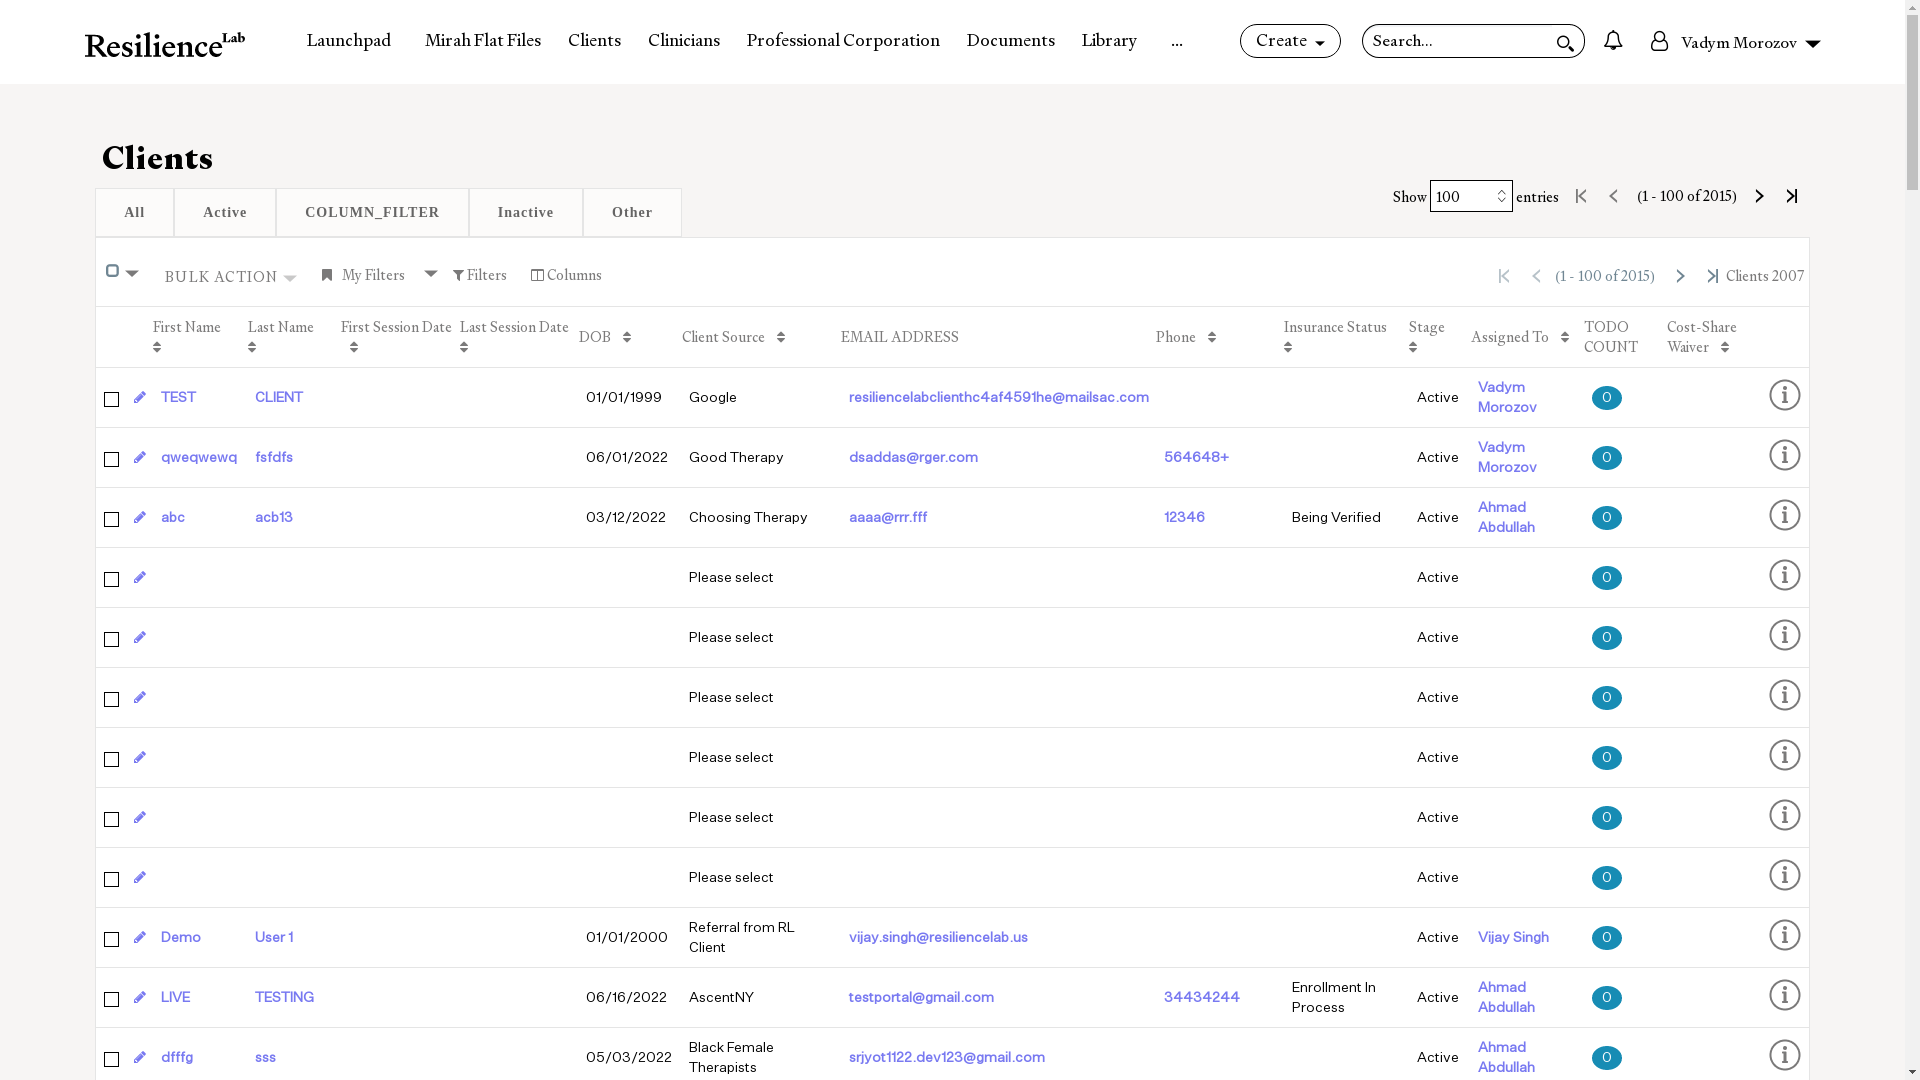 ResilienceLab Launchpad Mirah Flat Files Clients Clinicians Professional Corporation Documents Library ... Create Search... Vadym Morozov
Clients
Show 100 entries (1 - 100 of 2015)
All Active COLUMN_FILTER Inactive Other
BULK ACTION My Filters Filters Columns (1 - 100 of 2015) Clients 2007
First Name Last Name First Session Date Last Session Date DOB Client Source EMAIL ADDRESS Phone Insurance Status Stage Assigned To TODO COUNT Cost-Share Waiver
TEST CLIENT 01/01/1999 Google resiliencelabclienthc4af4591he@mailsac.com Active Vadym Morozov 0
qweqwewq fsfdfs 06/01/2022 Good Therapy dsaddas@rger.com 564648+ Active Vadym Morozov 0
abc acb13 03/12/2022 Choosing Therapy aaaa@rrr.fff 12346 Being Verified Active Ahmad Abdullah 0
Please select Active 0
Please select Active 0
Please select Active 0
Please select Active 0
Please select Active 0
Please select Active 0
Demo User 1 01/01/2000 Referral from RL Client vijay.singh@resiliencelab.us Active Vijay Singh 0
LIVE TESTING 06/16/2022 AscentNY testportal@gmail.com 34434244 Enrollment In Process Active Ahmad Abdullah 0
dfffg sss 05/03/2022 Black Female Therapists srjyot1122.dev123@gmail.com Active Ahmad Abdullah 0